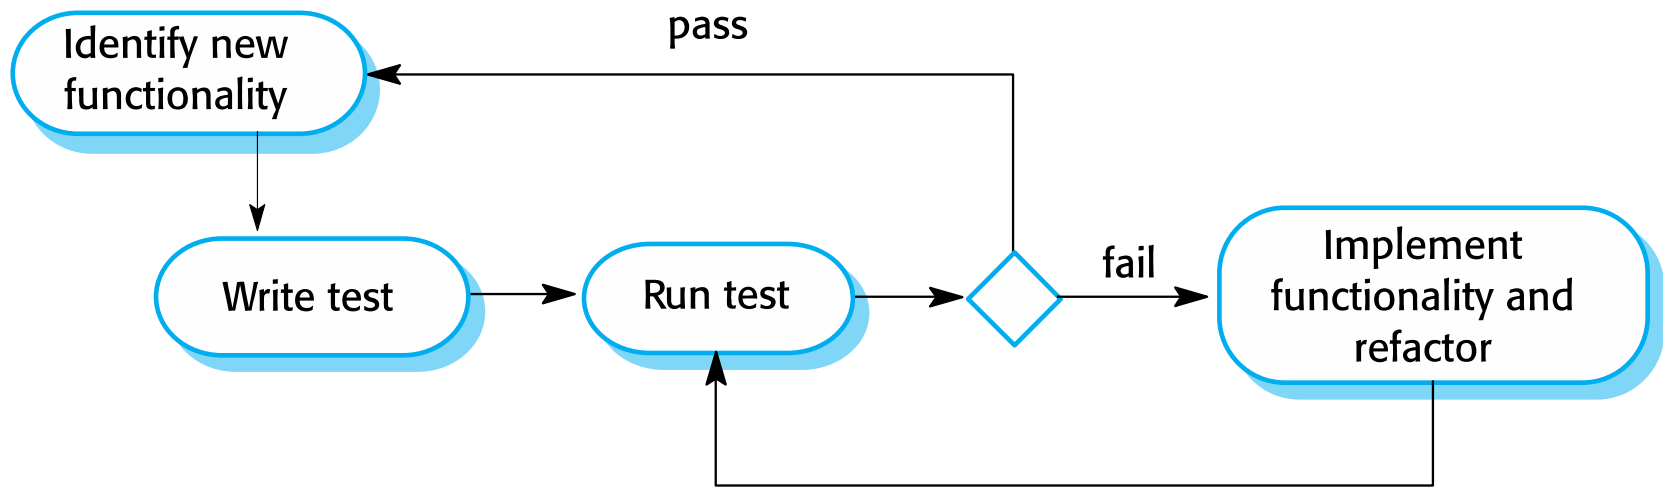 Identify new
functionality
pass
Write test
Run test
fail
Implement
functionality and
refactor